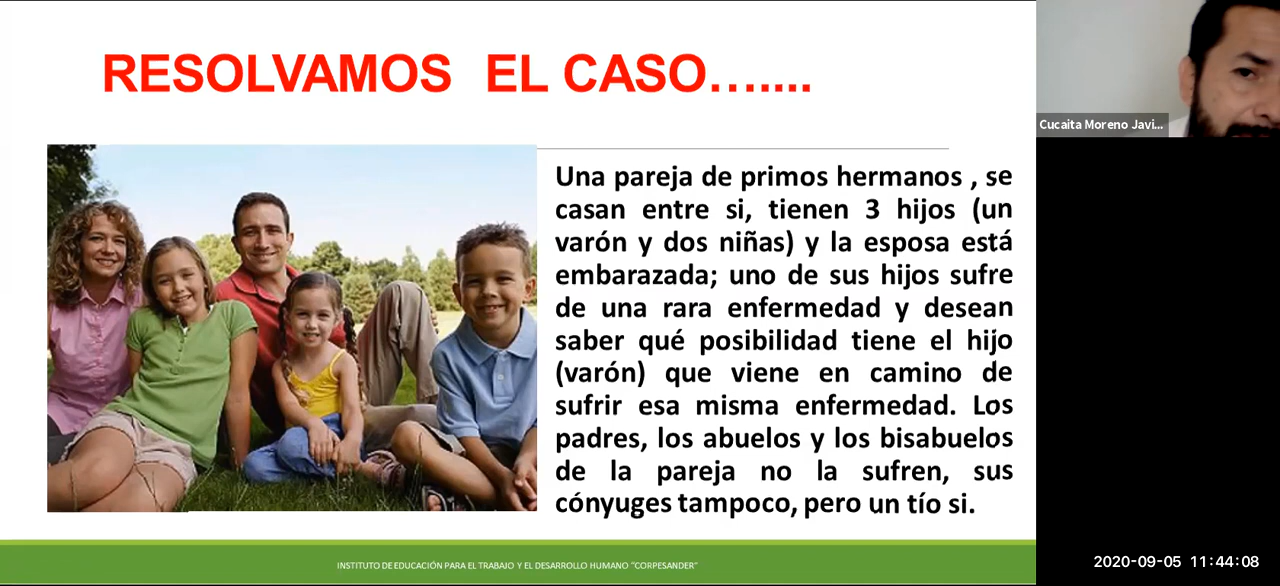 RESOLVAMOS EL CASO…....
Una pareja de primos hermanos , se
casan entre si, tienen 3 hijos (un
varón y dos niñas) y la esposa está
embarazada; uno de sus hijos sufre
de una rara enfermedad y desean
saber qué posibilidad tiene el hijo
(varón) que viene en camino de
sufrir esa misma enfermedad. Los
padres, los abuelos y los bisabuelos
de la pareja no la sufren, sus
cónyuges tampoco, pero un tío si.
INSTITUTO DE EDUCACIÓN PARA EL TRABAJO Y EL DESARROLLO HUMANO "CORPESANDER"
Cucaita Moreno Javi...
2020-09-05 11:44:08